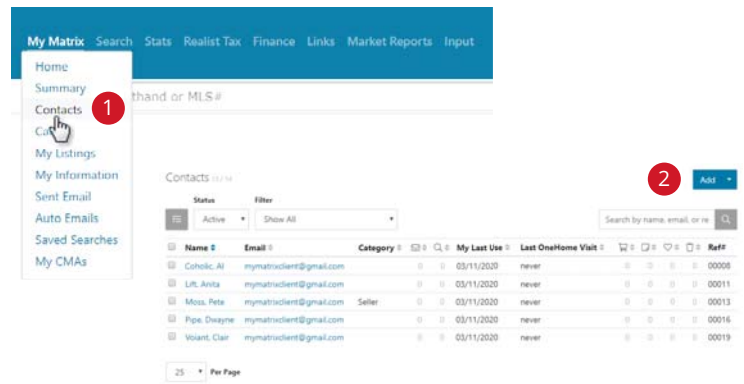 My Matrix Search Stats Realist Tax Finance Links Market Reports Input
Home
Summary
thand or MLS#
Contacts 1
Ca
My Listings
My Information
Sent Email
Auto Emails
Saved Searches
My CMAs
Contacts
2 Add
Status Filter
Active Show All
Search by name, email, or re
Name Email Category My Last Use Last OneHome Visit Ref#
Coholic, Al mymatrixclient@gmail.com 0 0 03/11/2020 never 0 0 0 0 00008
Lift, Anita mymatrixclient@gmail.com 0 0 03/11/2020 never 0 0 0 0 00011
Moss, Pete mymatrixclient@gmail.com Seller 0 0 03/11/2020 never 0 0 0 0 00013
Pipe, Dwayne mymatrixclient@gmail.com 0 0 03/11/2020 never 0 0 0 0 00016
Voiant, Clair mymatrixclient@gmail.com 0 0 03/11/2020 never 0 0 0 0 00019
25 Per Page